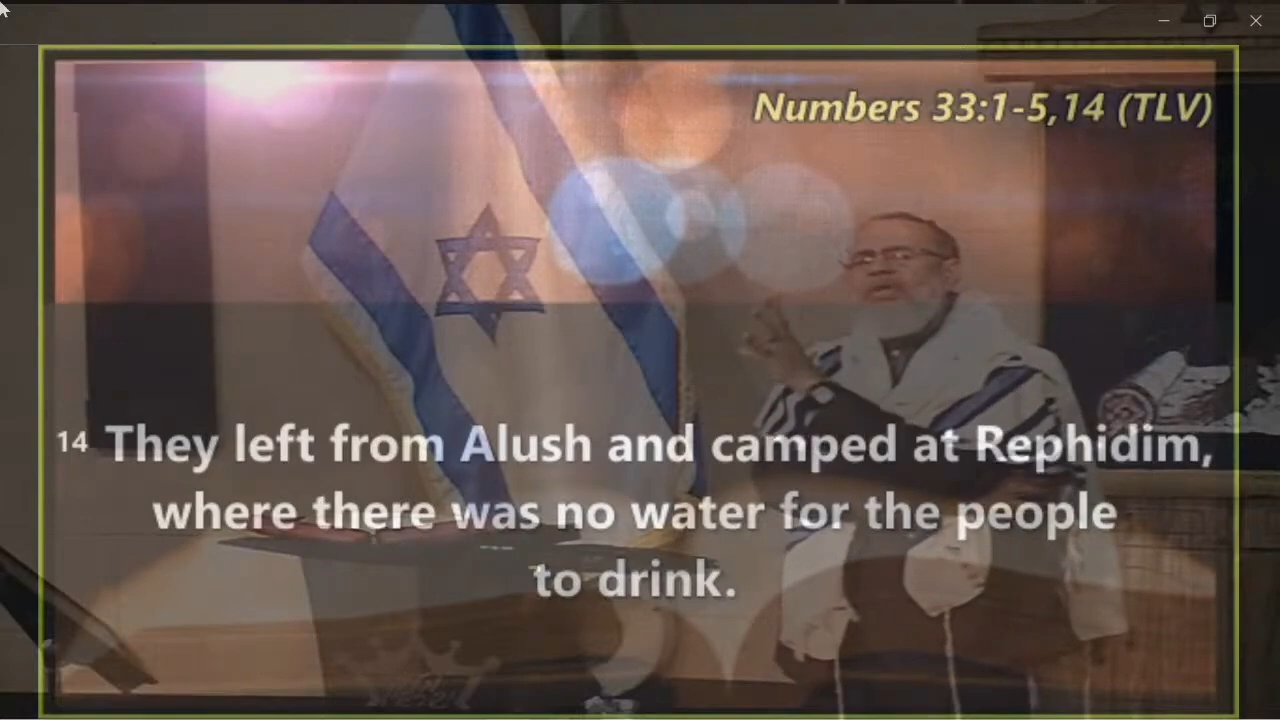 Numbers 33:1-5,14 (TLV)
14 They left from Alush and camped at Rephidim,
where there was no water for the people
to drink.